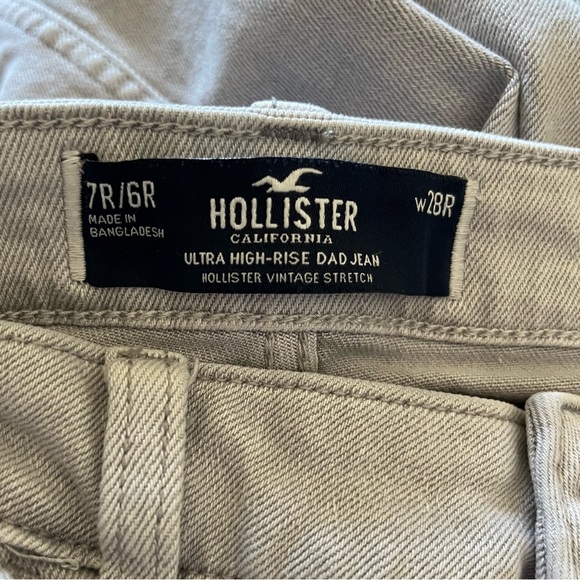 7R/6R
MADE IN
BANGLADESH
HOLLISTER
CALIFORNIA
ULTRA HIGH-RISE DAD JEAN
HOLLISTER VINTAGE STRETCH
W28R